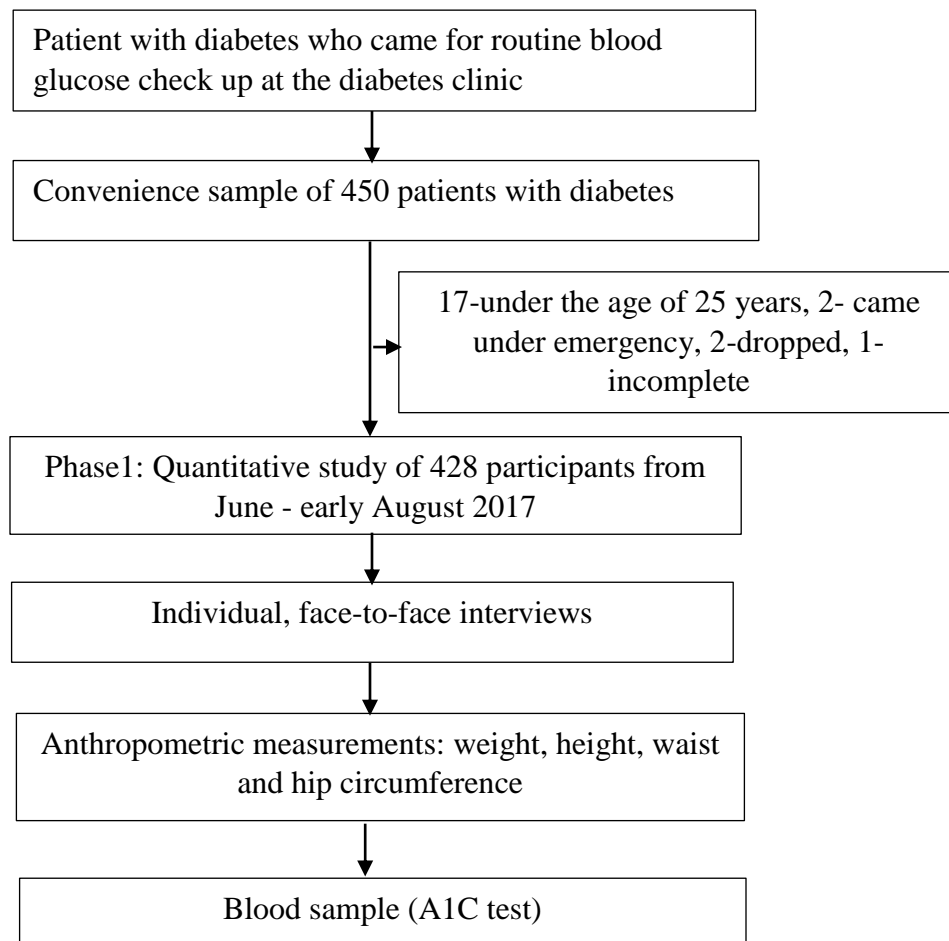 Patient with diabetes who came for routine blood
glucose check up at the diabetes clinic
Convenience sample of 450 patients with diabetes
17-under the age of 25 years, 2- came
under emergency, 2-dropped, 1-
incomplete
Phase1: Quantitative study of 428 participants from
June - early August 2017
Individual, face-to-face interviews
Anthropometric measurements: weight, height, waist
and hip circumference
Blood sample (A1C test)